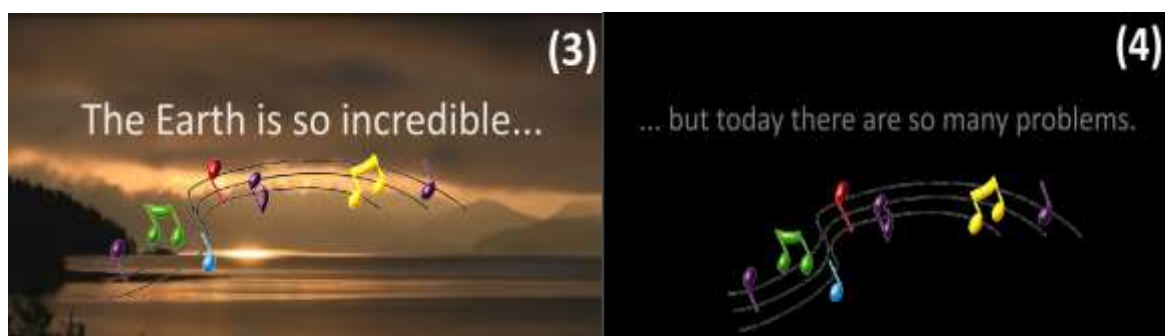 (3)
The Earth is so incredible...
(4)
... but today there are so many problems.